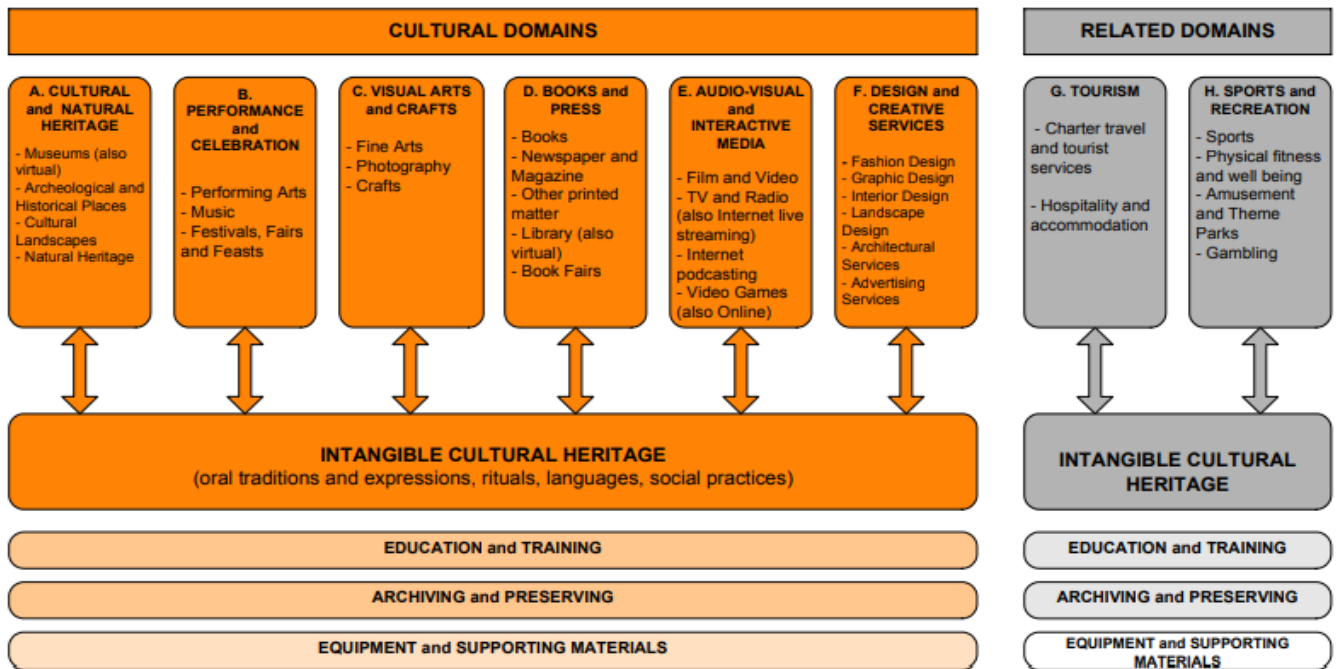 CULTURAL DOMAINS
RELATED DOMAINS
A. CULTURAL
and NATURAL
HERITAGE
- Museums (also
virtual)
- Archeological and
Historical Places
- Cultural
Landscapes
- Natural Heritage
B.
PERFORMANCE
and
CELEBRATION
- Performing Arts
- Music
- Festivals, Fairs
and Feasts
C. VISUAL ARTS
and CRAFTS
- Fine Arts
- Photography
- Crafts
D. BOOKS and
PRESS
- Books
- Newspaper and
Magazine
- Other printed
matter
- Library (also
virtual)
- Book Fairs
E. AUDIO-VISUAL
and
INTERACTIVE
MEDIA
- Film and Video
- TV and Radio
(also Internet live
streaming)
- Internet
podcasting
- Video Games
(also Online)
F. DESIGN and
CREATIVE
SERVICES
- Fashion Design
- Graphic Design
- Interior Design
- Landscape
Design
- Architectural
Services
- Advertising
Services
G. TOURISM
- Charter travel
and tourist
services
- Hospitality and
accommodation
H. SPORTS and
RECREATION
- Sports
- Physical fitness
and well being
- Amusement
and Theme
Parks
- Gambling
INTANGIBLE CULTURAL HERITAGE
(oral traditions and expressions, rituals, languages, social practices)
INTANGIBLE CULTURAL
HERITAGE
EDUCATION and TRAINING
EDUCATION and TRAINING
ARCHIVING and PRESERVING
ARCHIVING and PRESERVING
EQUIPMENT and SUPPORTING MATERIALS
EQUIPMENT and SUPPORTING
MATERIALS